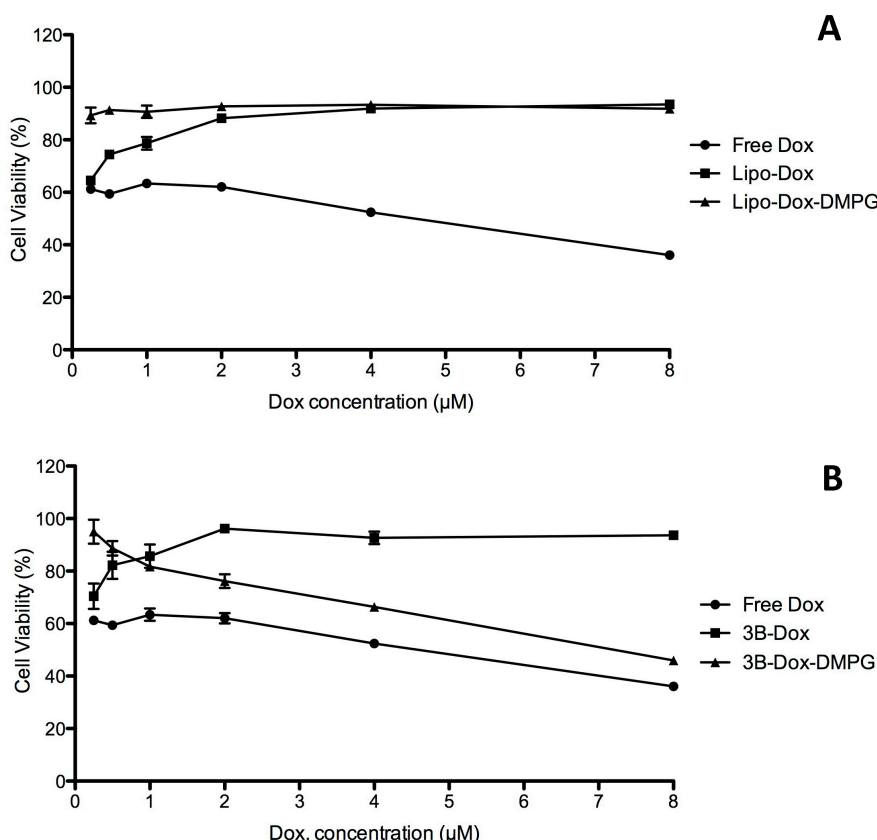 A
120
100
80
60
40
20
0
Cell Viability (%)
0 1 2 3 4 5 6 7 8
Dox concentration (µM)
Free Dox
Lipo-Dox
Lipo-Dox-DMPG
B
120
100
80
60
40
20
0
Cell Viability (%)
0 1 2 3 4 5 6 7 8
Dox. concentration (µM)
Free Dox
3B-Dox
3B-Dox-DMPG